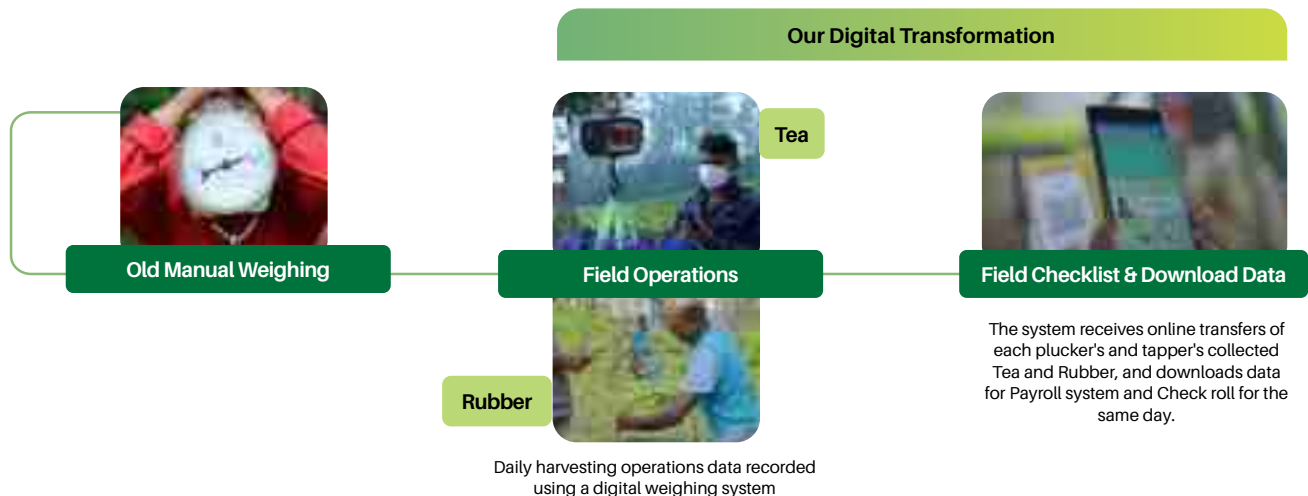 Our Digital Transformation
Tea
Old Manual Weighing
Field Operations
Field Checklist & Download Data
Rubber
Daily harvesting operations data recorded
using a digital weighing system
The system receives online transfers of
each plucker's and tapper's collected
Tea and Rubber, and downloads data
for Payroll system and Check roll for the
same day.